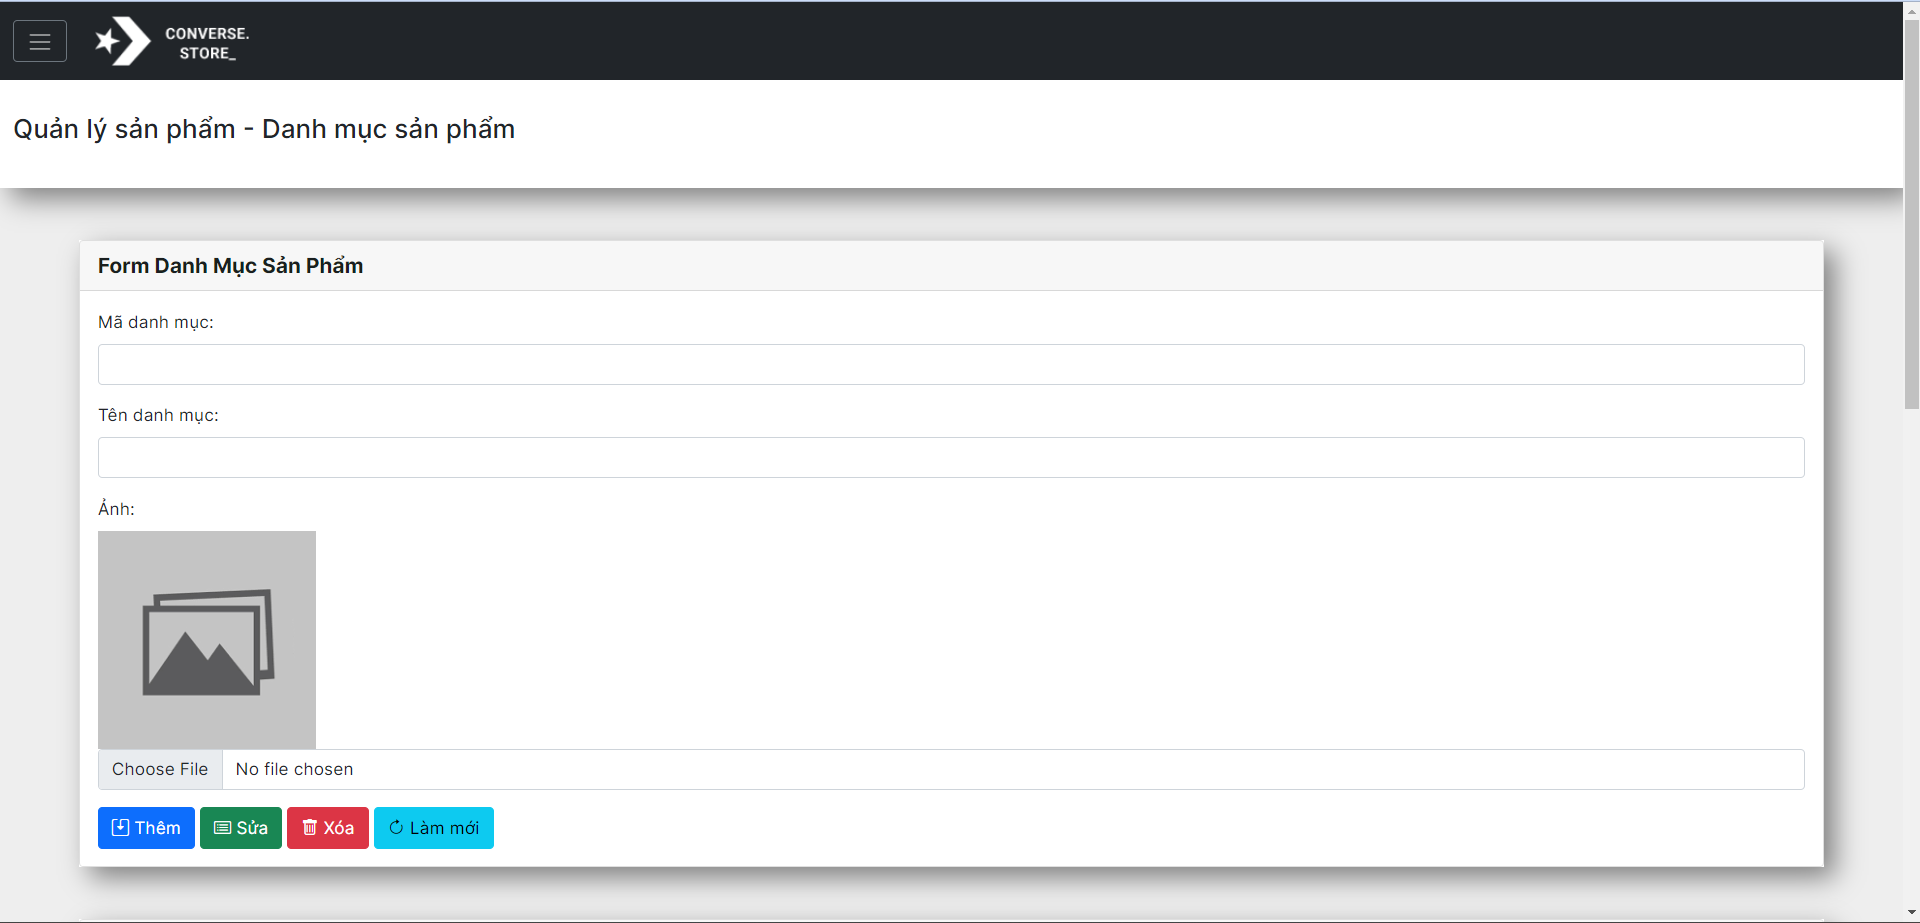 CONVERSE.
STORE_
Quản lý sản phẩm - Danh mục sản phẩm
Form Danh Mục Sản Phẩm
Mã danh mục:
Tên danh mục:
Ảnh:
Choose File No file chosen
Thêm Sửa Xóa Làm mới